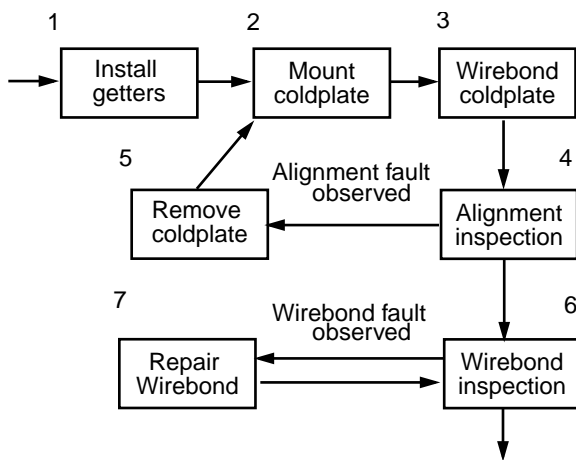 1
Install
getters
2
Mount
coldplate
3
Wirebond
coldplate
5
Remove
coldplate
Alignment fault
observed
4
Alignment
inspection
7
Repair
Wirebond
Wirebond fault
observed
6
Wirebond
inspection